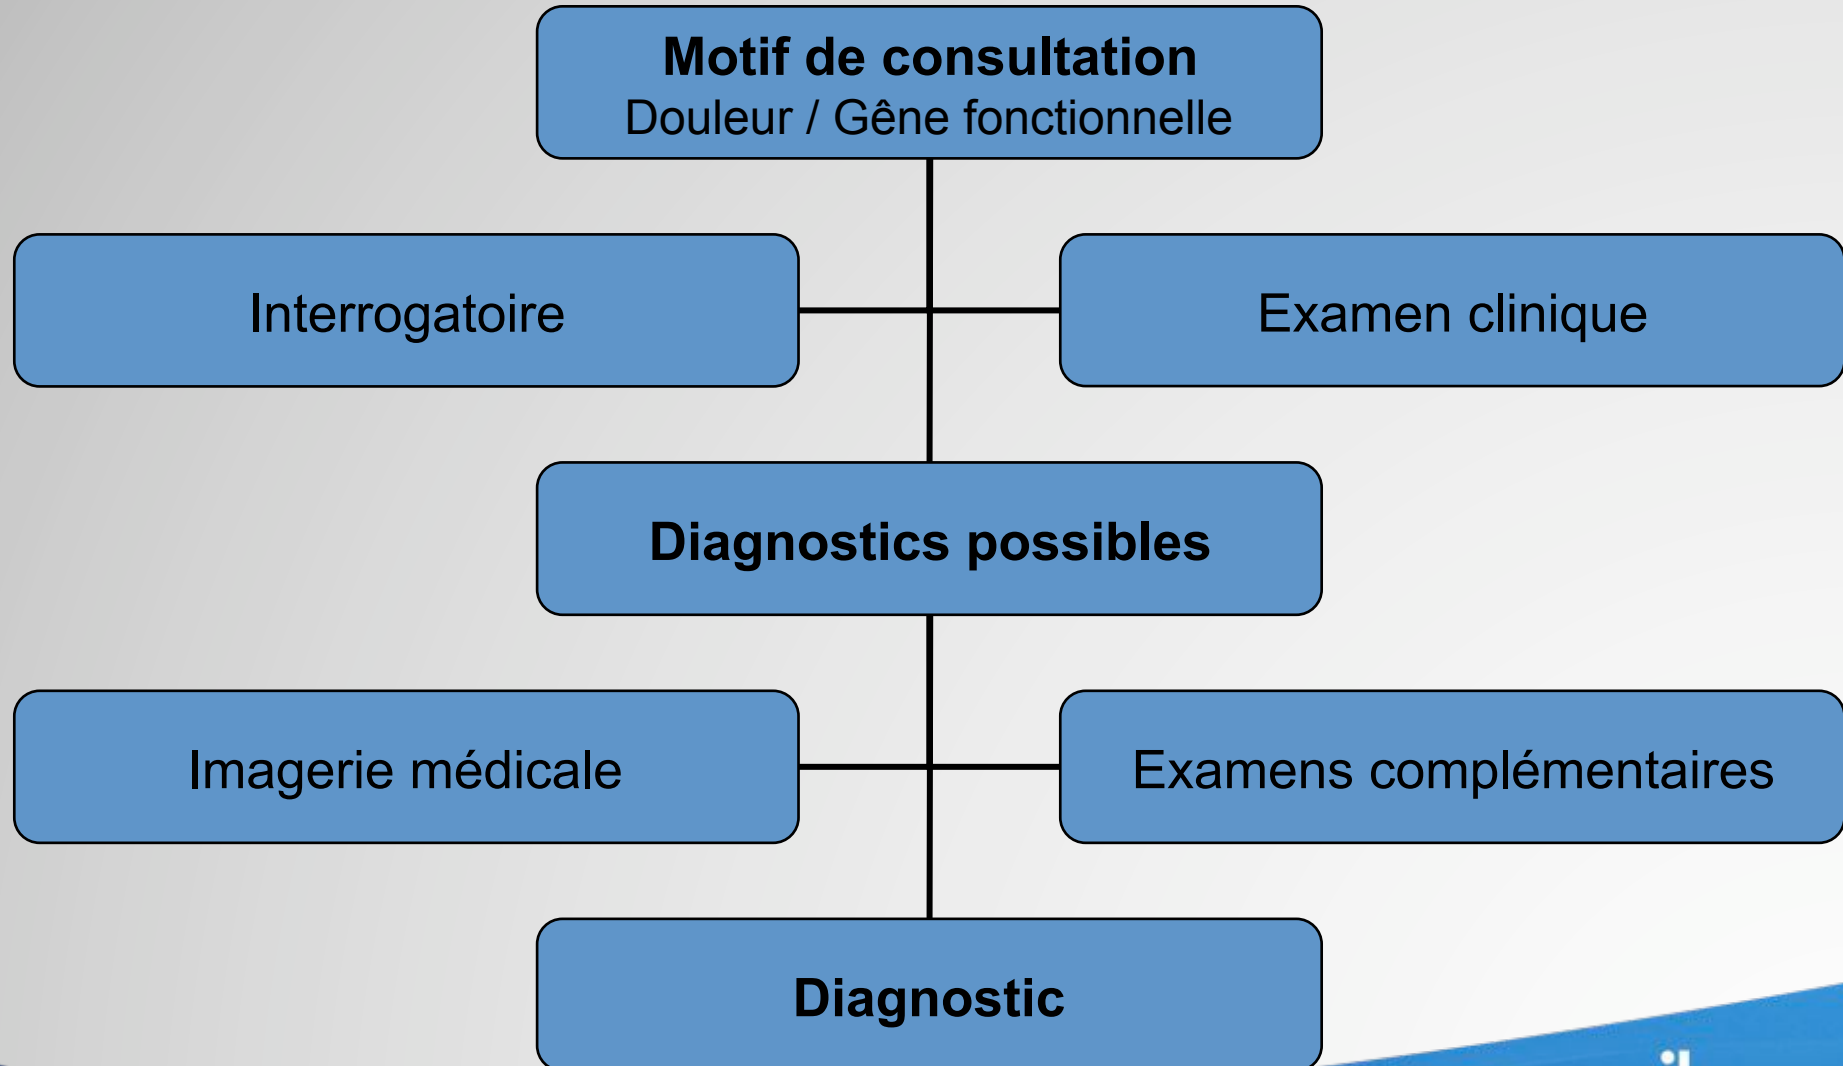 Motif de consultation
Douleur / Gêne fonctionnelle
Interrogatoire
Examen clinique
Diagnostics possibles
Imagerie médicale
Examens complémentaires
Diagnostic